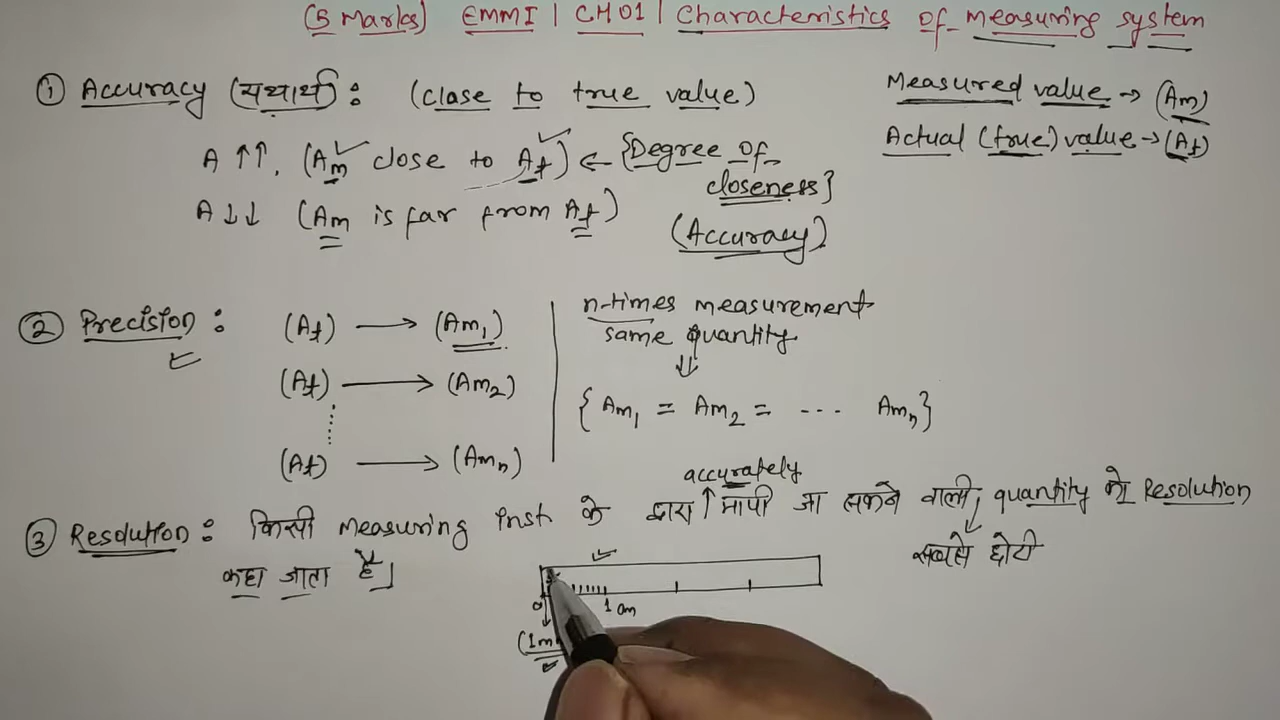 (5 Marks) EMMI | CH01 | Characteristics of measuring system
① Accuracy (यथार्थ) : (close to true value)
Measured value → (Am)
Actual (true) value → (At)
A ↑↑, (Am close to At) ← {Degree of closeness}
A ↓↓ (Am is far from At)
(Accuracy)
② Precision :
(At) → (Am1)
(At) → (Am2)
(At) → (Amn)
n-times measurement
same quantity
{Am1 = Am2 = ... Amn}
③ Resolution : किसी measuring inst. के द्वारा ↑ मापी जा सकने वाली quantity को Resolution
accurately
सबसे छोटी
कहा जाता है।
0 1 cm
(1m